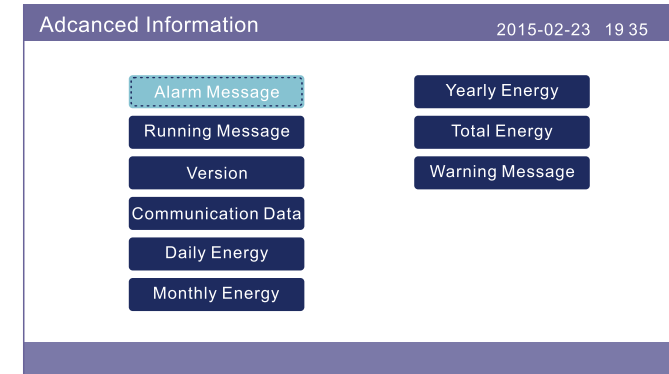 Adcanced Information
2015-02-23 19 35
Alarm Message
Running Message
Version
Communication Data
Daily Energy
Monthly Energy
Yearly Energy
Total Energy
Warning Message